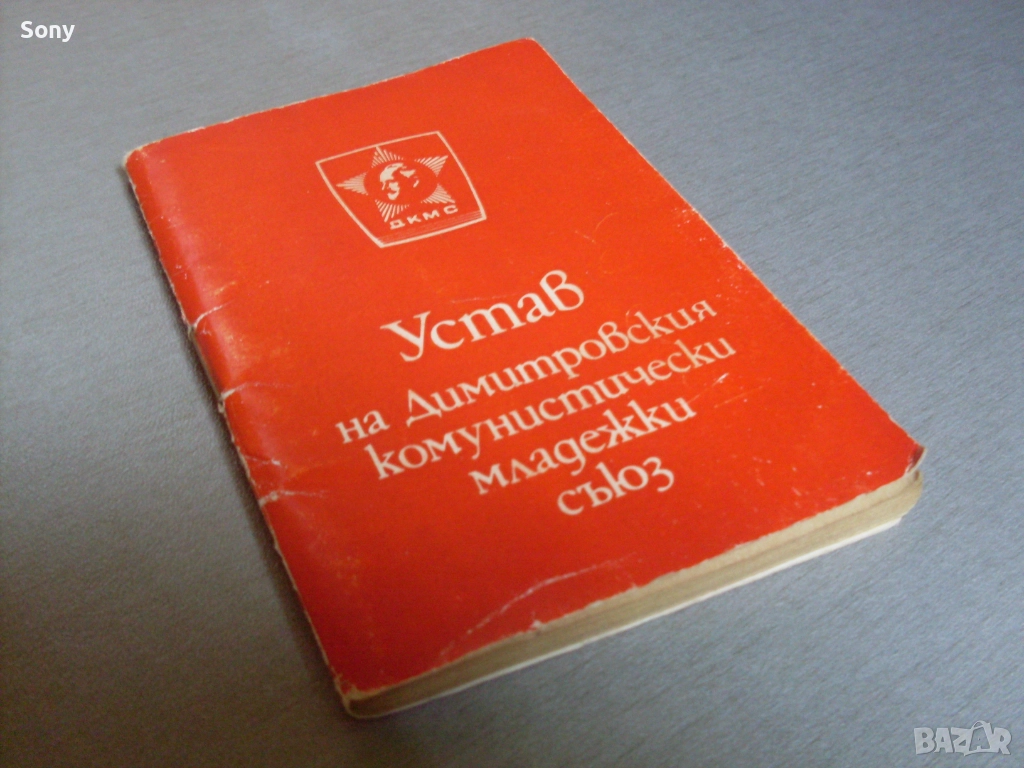 Sony
ДКМС
Устав
на Димитровския
комунистически
младежки
съюз
BAZAR